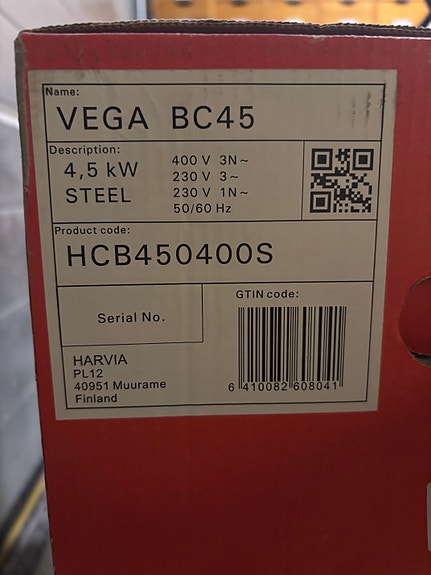 Name:
VEGA BC45
Description:
4,5 kW
STEEL
400 V 3N~
230 V 3~
230 V 1N~
50/60 Hz
Product code:
HCB450400S
Serial No.
GTIN code:
6 410082 608041
HARVIA
PL12
40951 Muurame
Finland